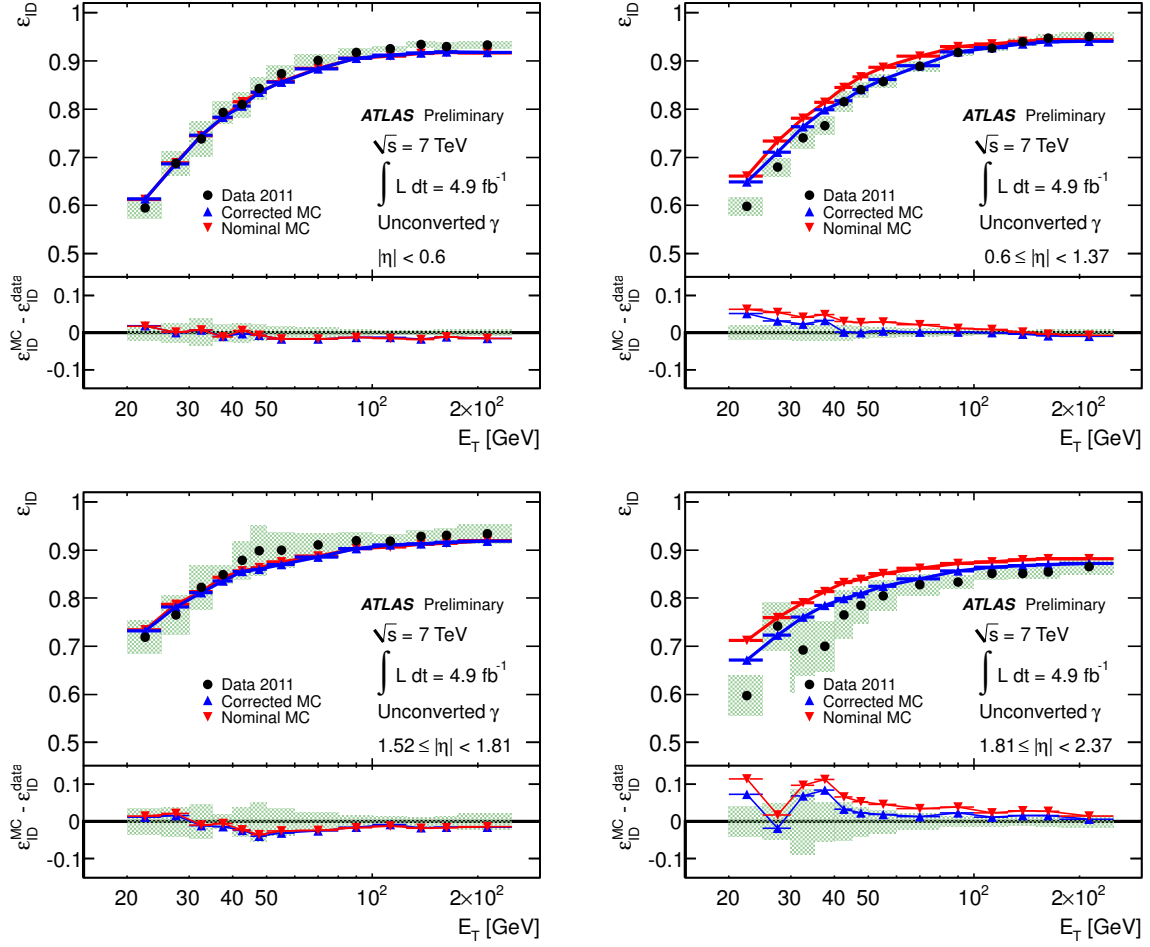 ε_ID
1
0.9
0.8
0.7
0.6
0.5
ATLAS Preliminary
√s = 7 TeV
∫ L dt = 4.9 fb⁻¹
Data 2011
Corrected MC
Nominal MC
Unconverted γ
|η| < 0.6
ε_ID^MC - ε_ID^data
0.1
0
-0.1
20 30 40 50 10² 2×10²
E_T [GeV]
ε_ID
1
0.9
0.8
0.7
0.6
0.5
ATLAS Preliminary
√s = 7 TeV
∫ L dt = 4.9 fb⁻¹
Data 2011
Corrected MC
Nominal MC
Unconverted γ
0.6 ≤ |η| < 1.37
ε_ID^MC - ε_ID^data
0.1
0
-0.1
20 30 40 50 10² 2×10²
E_T [GeV]
ε_ID
1
0.9
0.8
0.7
0.6
0.5
ATLAS Preliminary
√s = 7 TeV
∫ L dt = 4.9 fb⁻¹
Data 2011
Corrected MC
Nominal MC
Unconverted γ
1.52 ≤ |η| < 1.81
ε_ID^MC - ε_ID^data
0.1
0
-0.1
20 30 40 50 10² 2×10²
E_T [GeV]
ε_ID
1
0.9
0.8
0.7
0.6
0.5
ATLAS Preliminary
√s = 7 TeV
∫ L dt = 4.9 fb⁻¹
Data 2011
Corrected MC
Nominal MC
Unconverted γ
1.81 ≤ |η| < 2.37
ε_ID^MC - ε_ID^data
0.1
0
-0.1
20 30 40 50 10² 2×10²
E_T [GeV]